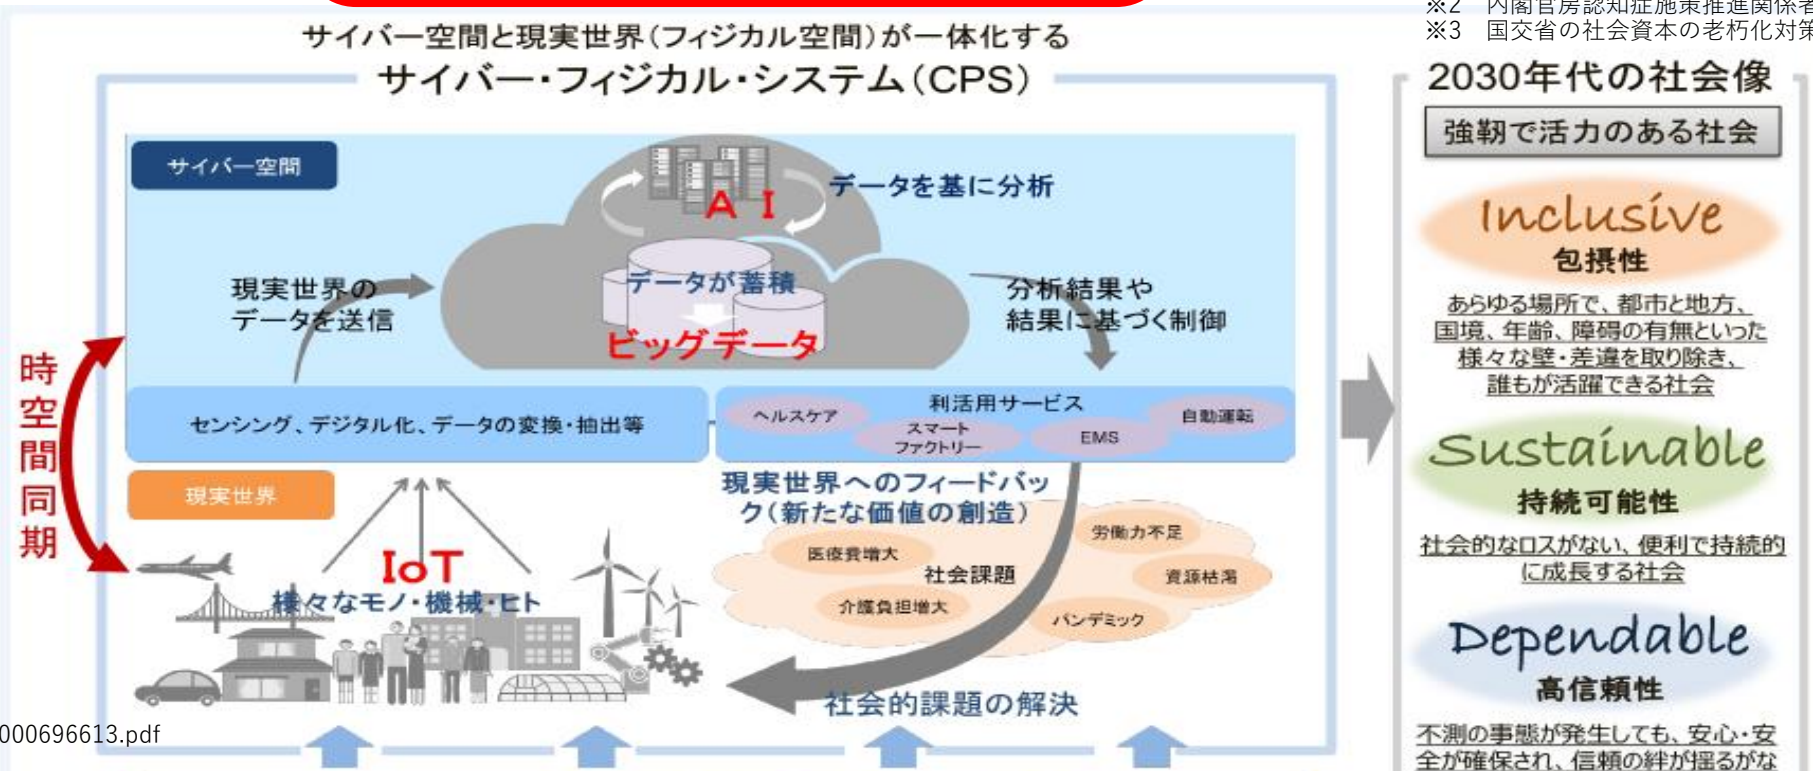 ※2 内閣官房認知症施策推進関係者
※3 国交省の社会資本の老朽化対策
サイバー空間と現実世界(フィジカル空間)が一体化する
サイバー・フィジカル・システム(CPS)
サイバー空間
AI
データを基に分析
データが蓄積
ビッグデータ
現実世界の
データを送信
分析結果や
結果に基づく制御
時空間同期
センシング、デジタル化、データの変換・抽出等
利活用サービス
ヘルスケア
スマート
ファクトリー
EMS
自動運転
現実世界
IoT
様々なモノ・機械・ヒト
現実世界へのフィードバッ
ク(新たな価値の創造)
労働力不足
医療費増大
社会課題
資源枯渇
介護負担増大
パンデミック
社会的課題の解決
000696613.pdf
2030年代の社会像
強靭で活力のある社会
Inclusive
包摂性
あらゆる場所で、都市と地方、
国境、年齢、障碍の有無といった
様々な壁・差違を取り除き、
誰もが活躍できる社会
Sustainable
持続可能性
社会的なロスがない、便利で持続的
に成長する社会
Dependable
高信頼性
不測の事態が発生しても、安心・安
全が確保され、信頼の絆が揺るがな